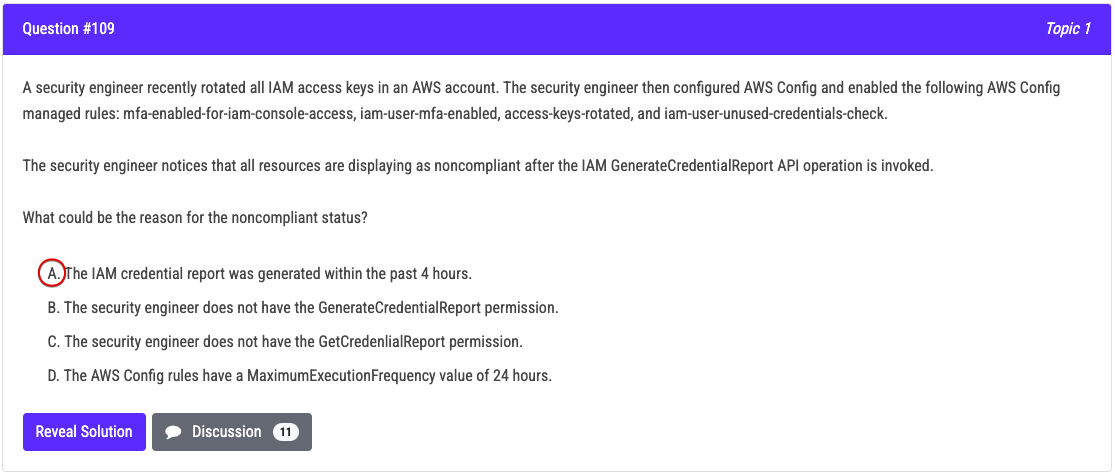 Question #109
Topic 1
A security engineer recently rotated all IAM access keys in an AWS account. The security engineer then configured AWS Config and enabled the following AWS Config
managed rules: mfa-enabled-for-iam-console-access, iam-user-mfa-enabled, access-keys-rotated, and iam-user-unused-credentials-check.
The security engineer notices that all resources are displaying as noncompliant after the IAM GenerateCredentialReport API operation is invoked.
What could be the reason for the noncompliant status?
A. The IAM credential report was generated within the past 4 hours.
B. The security engineer does not have the GenerateCredentialReport permission.
C. The security engineer does not have the GetCredenlialReport permission.
D. The AWS Config rules have a MaximumExecutionFrequency value of 24 hours.
Reveal Solution
Discussion 11